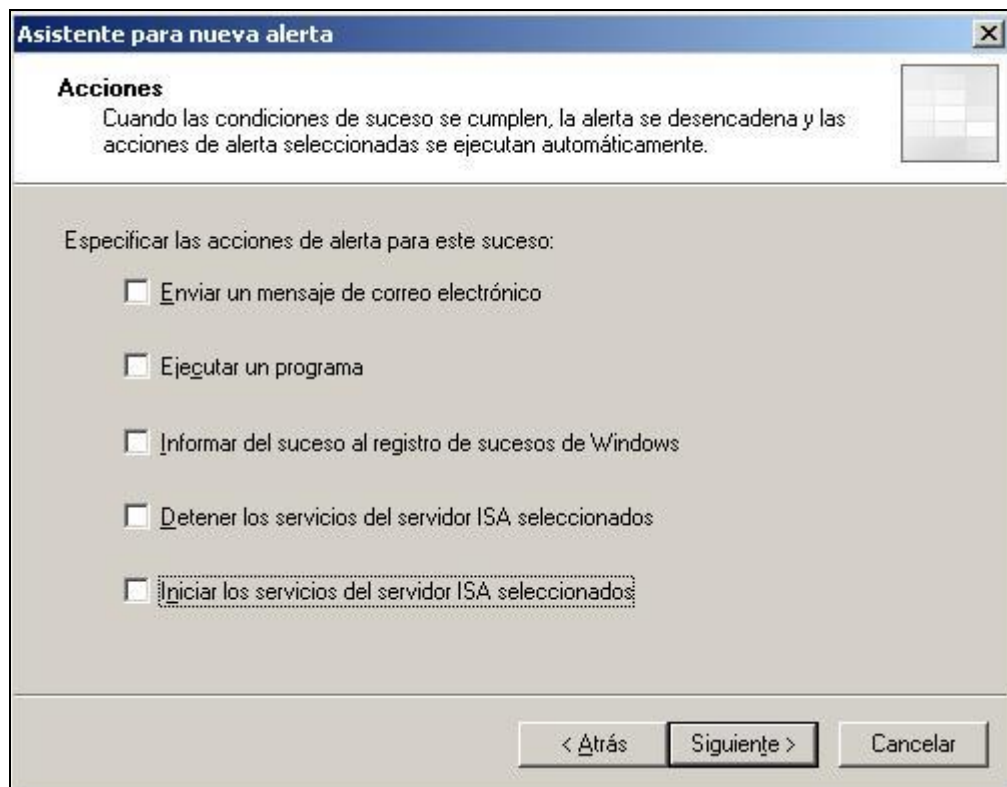 Asistente para nueva alerta
Acciones
Cuando las condiciones de suceso se cumplen, la alerta se desencadena y las
acciones de alerta seleccionadas se ejecutan automáticamente.
Especificar las acciones de alerta para este suceso:
Enviar un mensaje de correo electrónico
Ejecutar un programa
Informar del suceso al registro de sucesos de Windows
Detener los servicios del servidor ISA seleccionados
Iniciar los servicios del servidor ISA seleccionados
< Atrás Siguiente > Cancelar